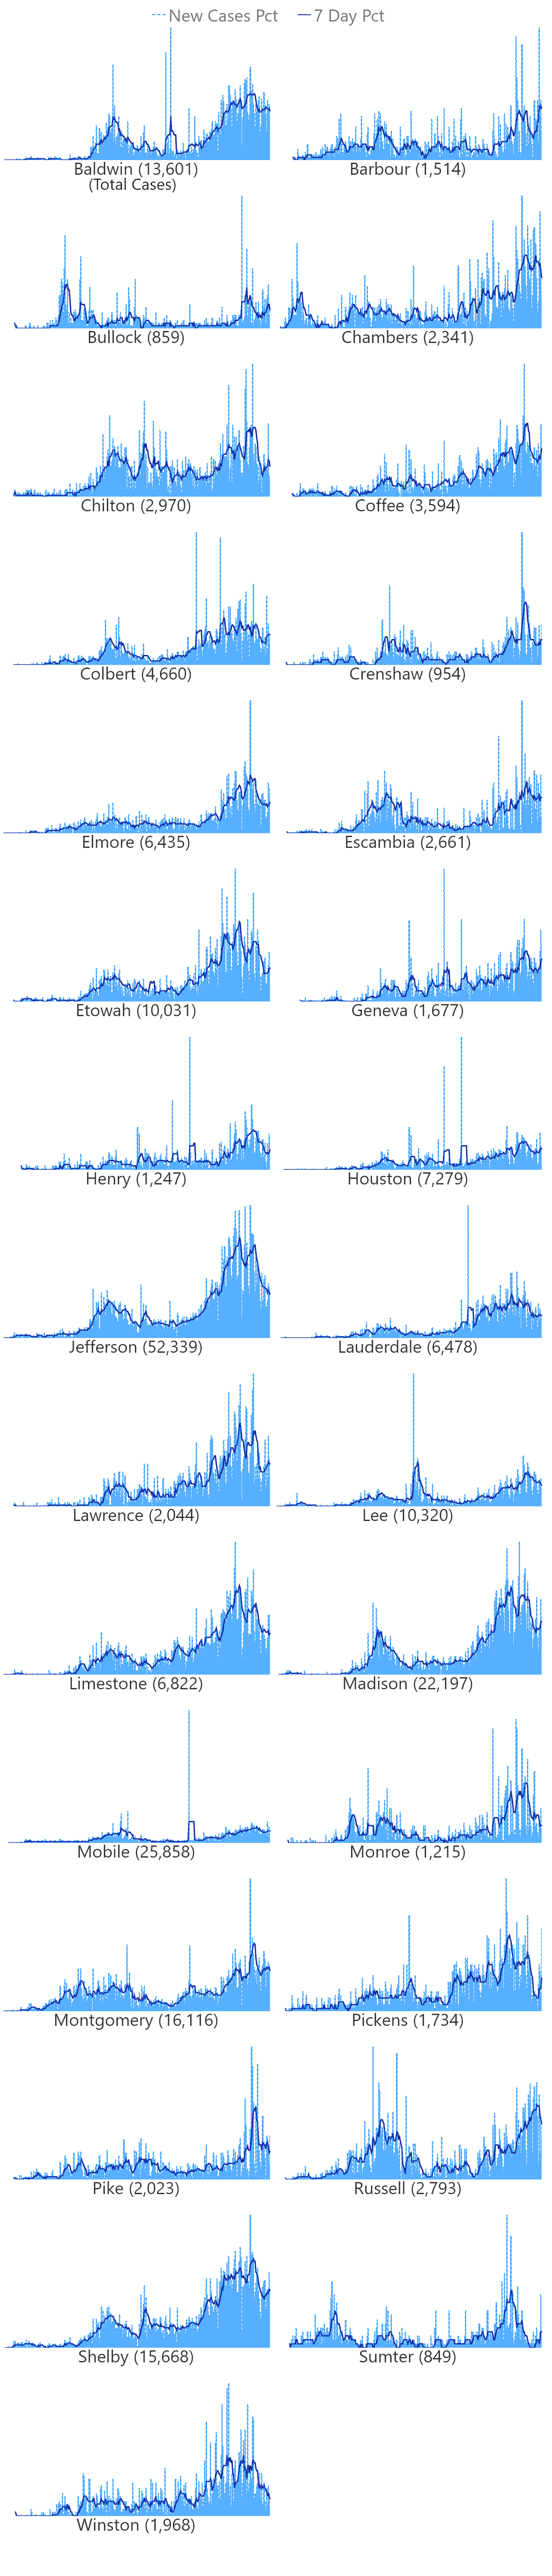 New Cases Pct 7 Day Pct
Baldwin (13,601)
(Total Cases)
Barbour (1,514)
Bullock (859)
Chambers (2,341)
Chilton (2,970)
Coffee (3,594)
Colbert (4,660)
Crenshaw (954)
Elmore (6,435)
Escambia (2,661)
Etowah (10,031)
Geneva (1,677)
Henry (1,247)
Houston (7,279)
Jefferson (52,339)
Lauderdale (6,478)
Lawrence (2,044)
Lee (10,320)
Limestone (6,822)
Madison (22,197)
Mobile (25,858)
Monroe (1,215)
Montgomery (16,116)
Pickens (1,734)
Pike (2,023)
Russell (2,793)
Shelby (15,668)
Sumter (849)
Winston (1,968)